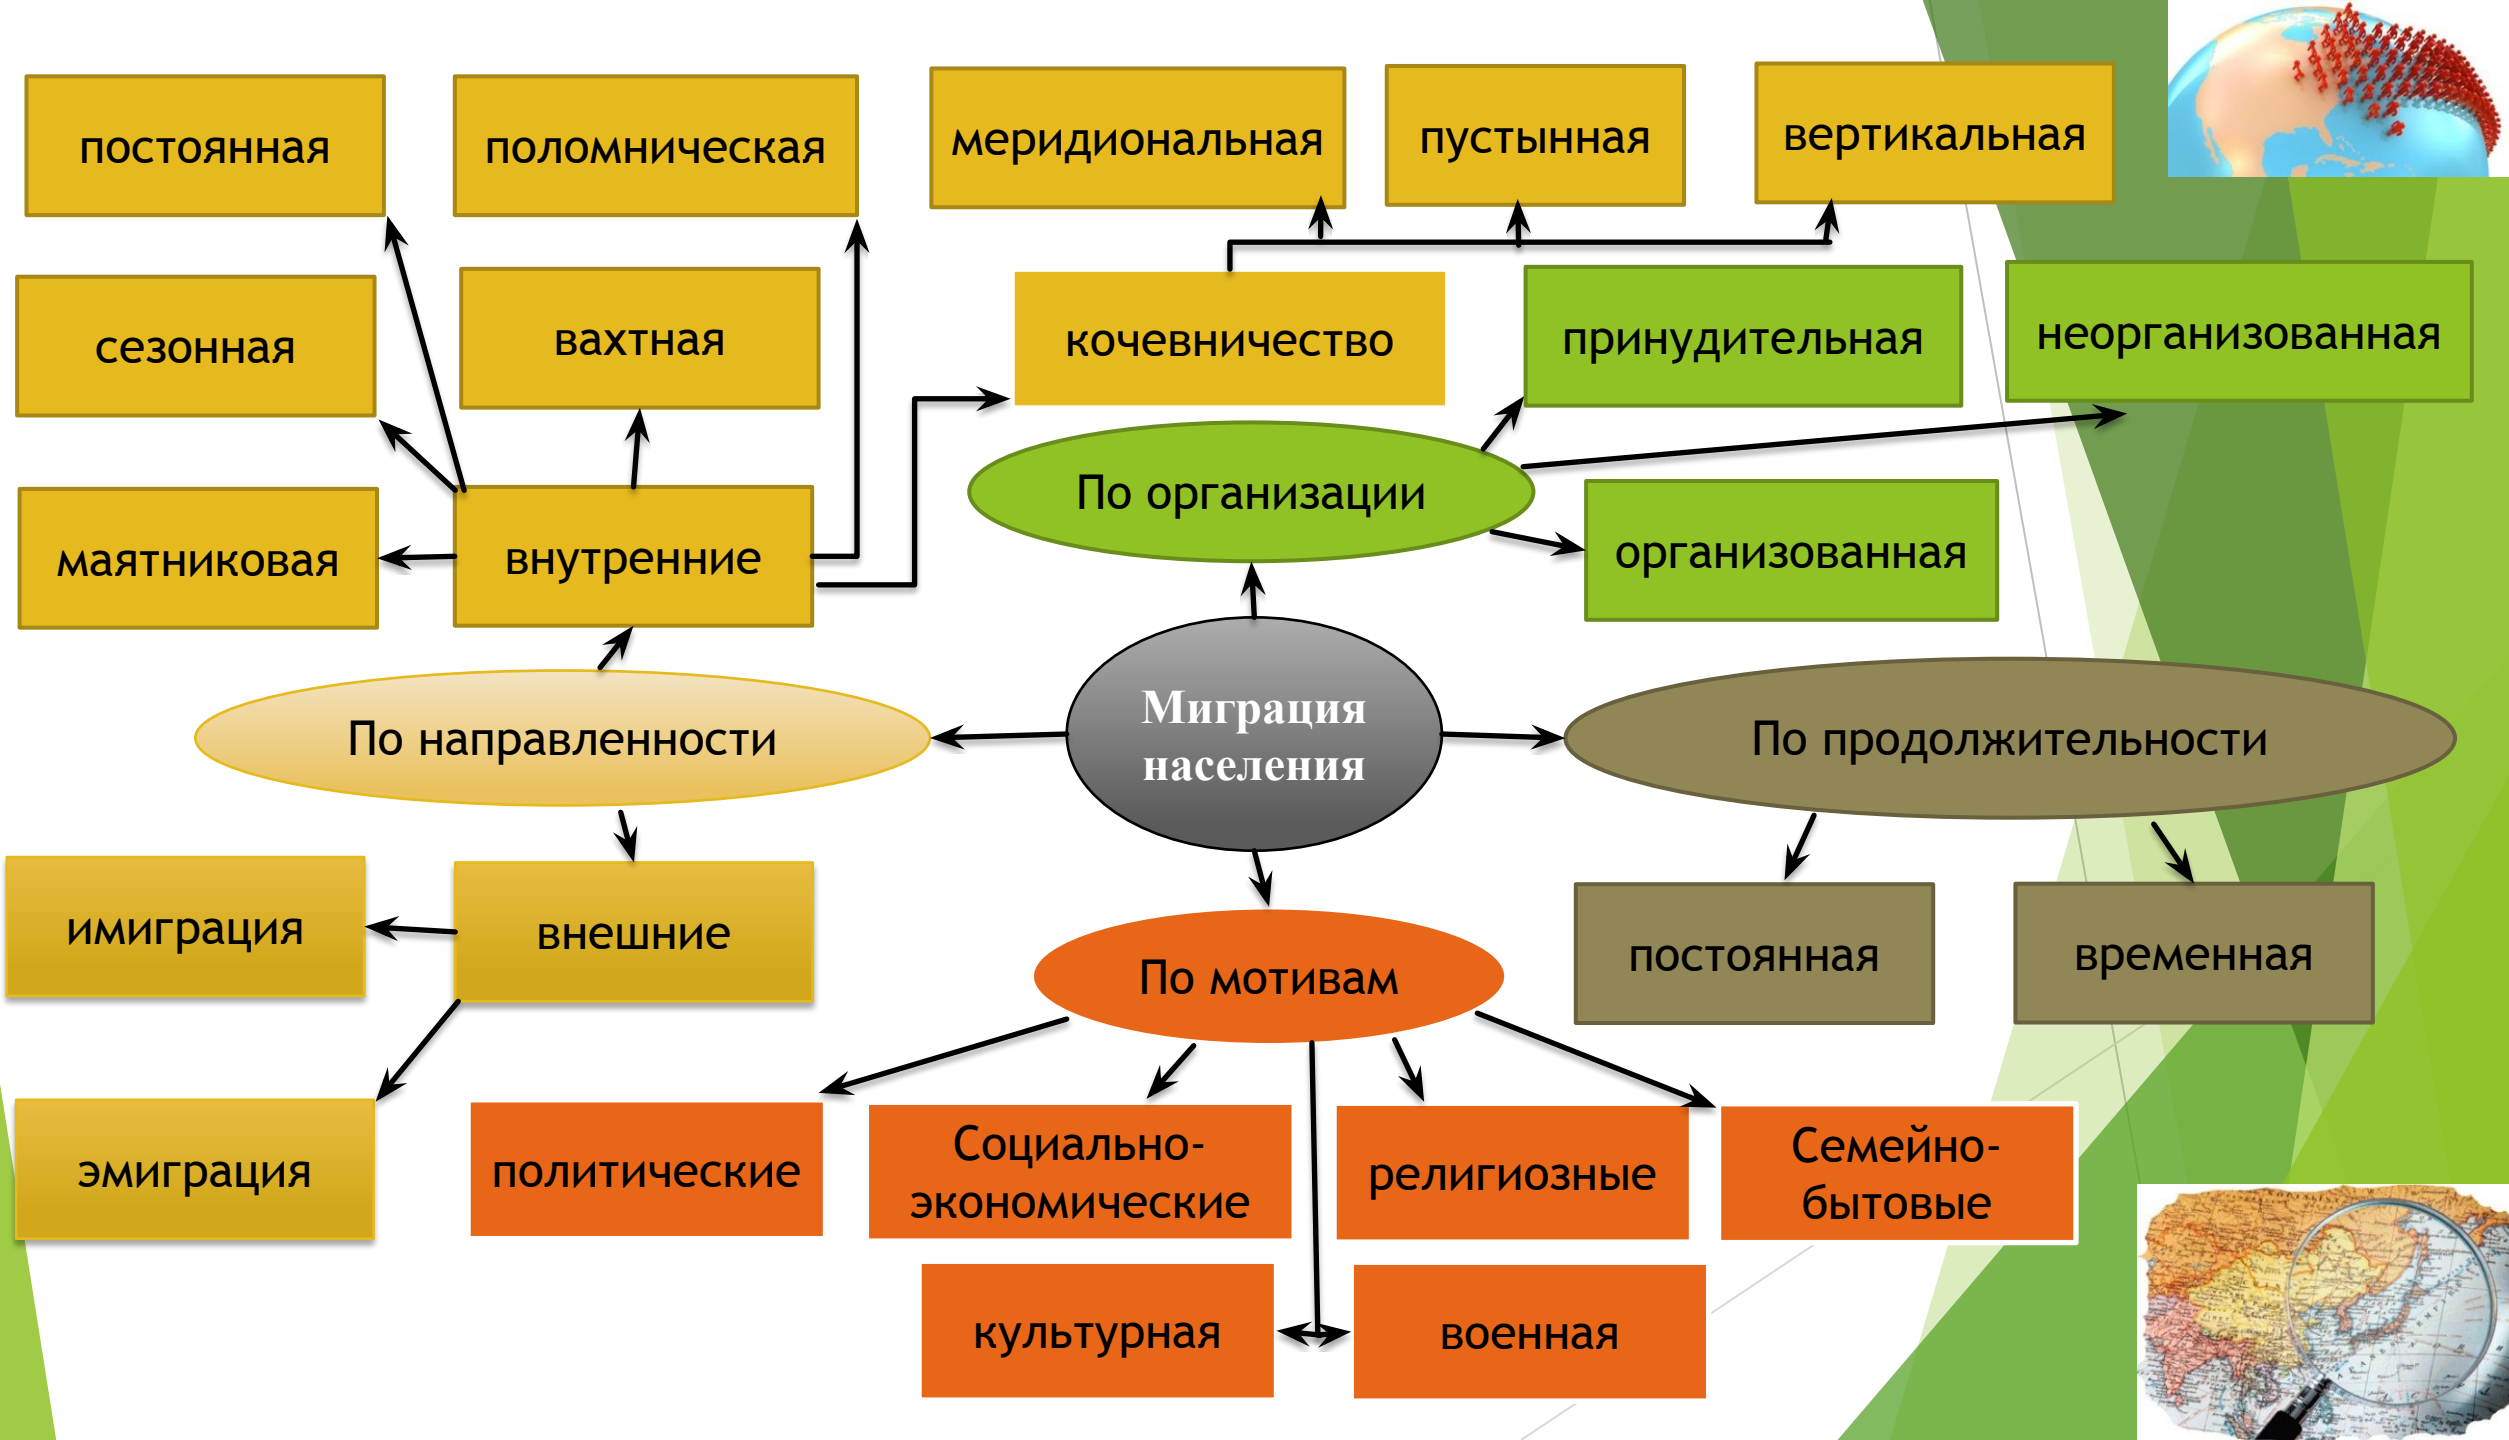 постоянная
поломническая
меридиональная
пустынная
вертикальная
сезонная
вахтная
кочевничество
принудительная
неорганизованная
маятниковая
внутренние
По организации
организованная
По направленности
Миграция
населения
По продолжительности
имиграция
внешние
По мотивам
постоянная
временная
эмиграция
политические
Социально-
экономические
религиозные
Семейно-
бытовые
культурная
военная